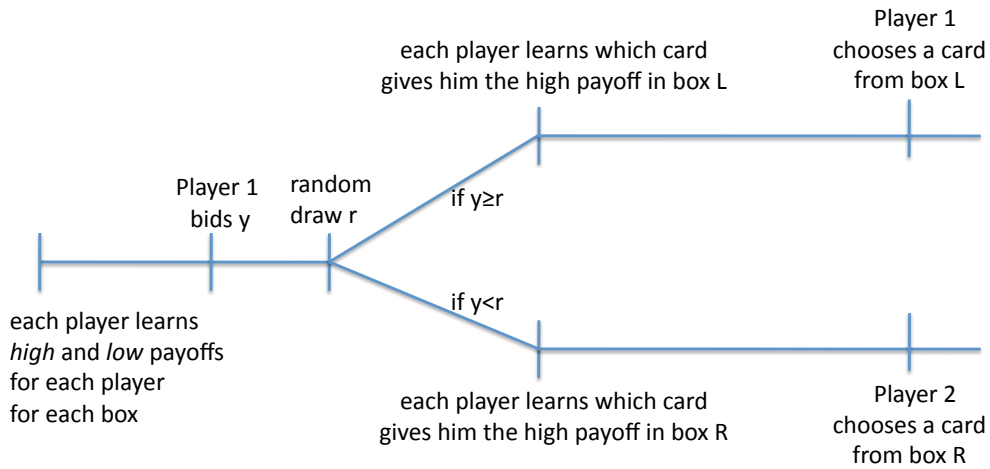 Player 1
chooses a card
from box L
each player learns which card
gives him the high payoff in box L
Player 1
bids y
random
draw r
if y≥r
if y<r
each player learns
high and low payoffs
for each player
for each box
each player learns which card
gives him the high payoff in box R
Player 2
chooses a card
from box R